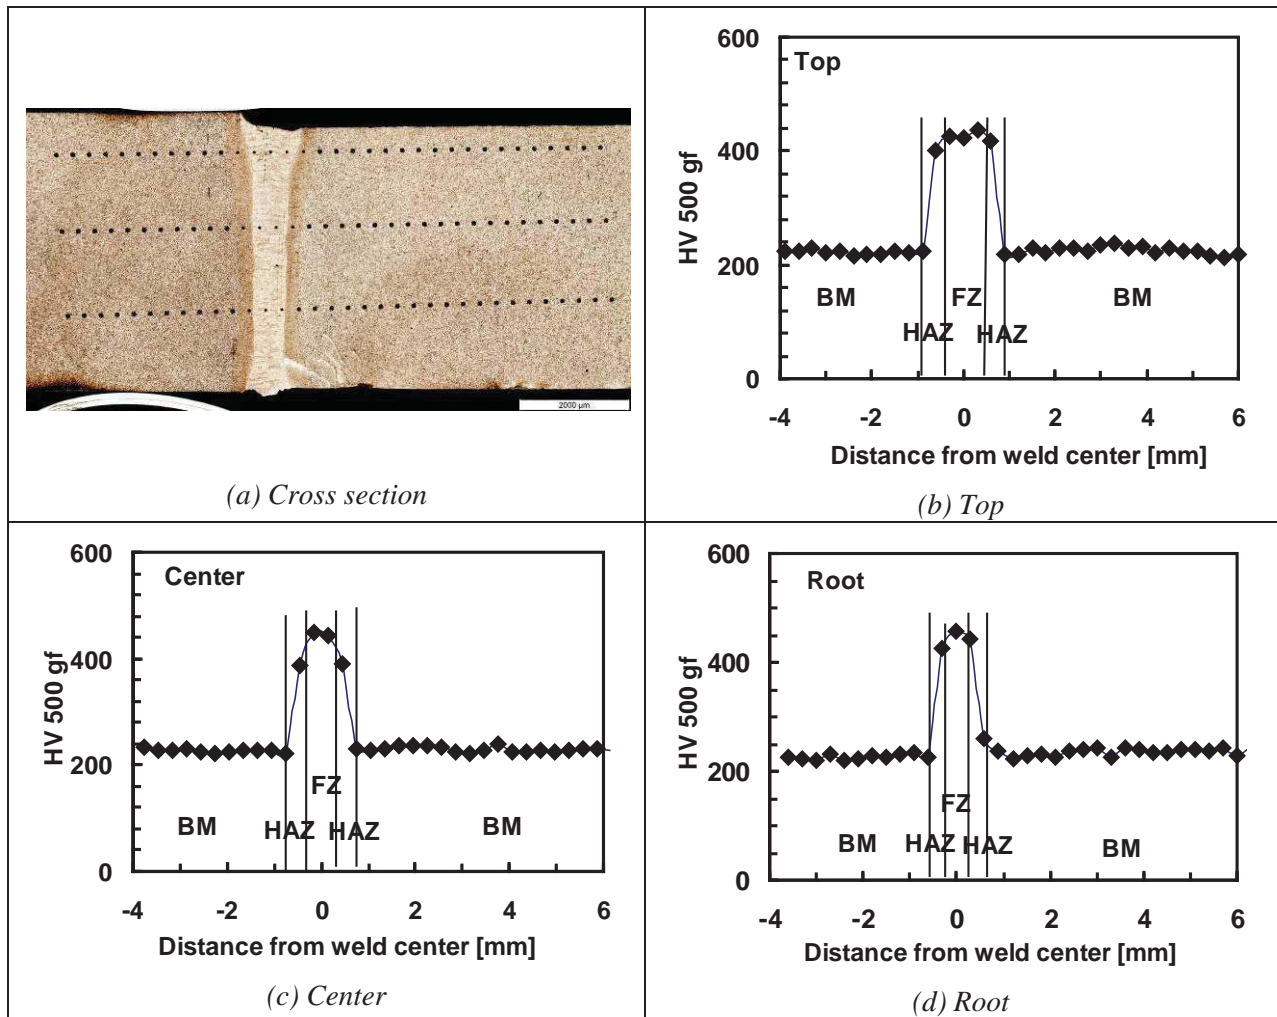 2000 µm
(a) Cross section
600
400
200
0
HV 500 gf
Top
BM
FZ
BM
HAZ
HAZ
-4
-2
0
2
4
6
Distance from weld center [mm]
(b) Top
600
400
200
0
HV 500 gf
Center
FZ
BM
HAZ
HAZ
BM
-4
-2
0
2
4
6
Distance from weld center [mm]
(c) Center
600
400
200
0
HV 500 gf
Root
FZ
BM
HAZ
HAZ
BM
-4
-2
0
2
4
6
Distance from weld center [mm]
(d) Root